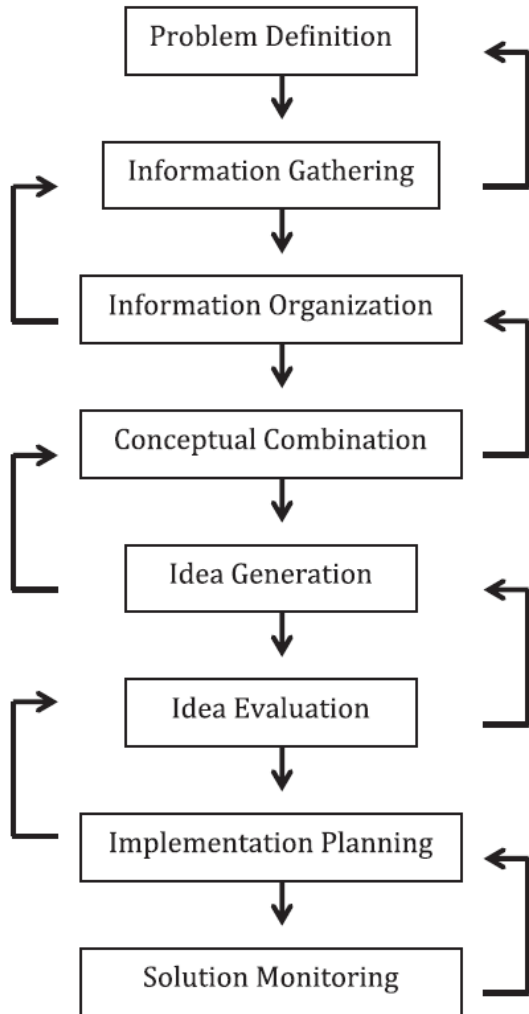 Problem Definition
Information Gathering
Information Organization
Conceptual Combination
Idea Generation
Idea Evaluation
Implementation Planning
Solution Monitoring